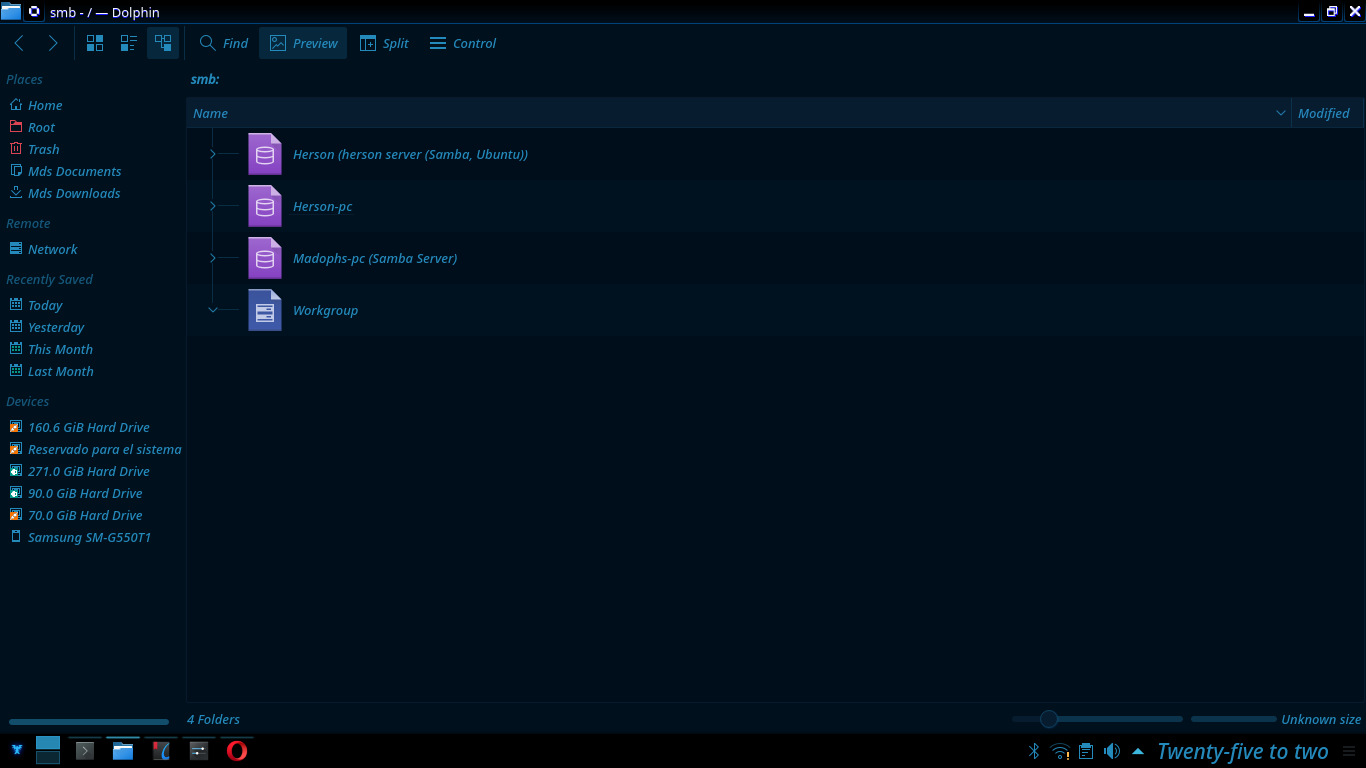 smb - / — Dolphin
Find Preview Split Control
Places
Home
Root
Trash
Mds Documents
Mds Downloads
Remote
Network
Recently Saved
Today
Yesterday
This Month
Last Month
Devices
160.6 GiB Hard Drive
Reservado para el sistema
271.0 GiB Hard Drive
90.0 GiB Hard Drive
70.0 GiB Hard Drive
Samsung SM-G550T1
smb:
Name Modified
Herson (herson server (Samba, Ubuntu))
Herson-pc
Madophs-pc (Samba Server)
Workgroup
4 Folders Unknown size
Twenty-five to two